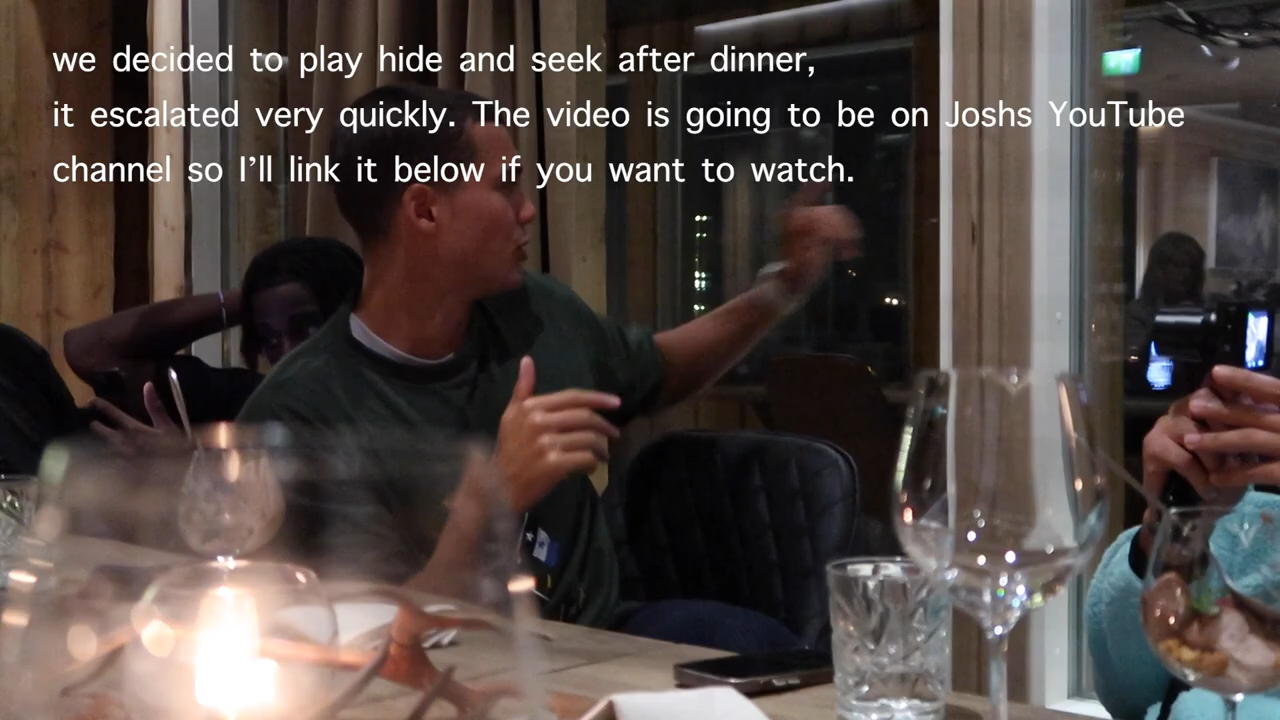 we decided to play hide and seek after dinner,
it escalated very quickly. The video is going to be on Joshs YouTube
channel so I’ll link it below if you want to watch.